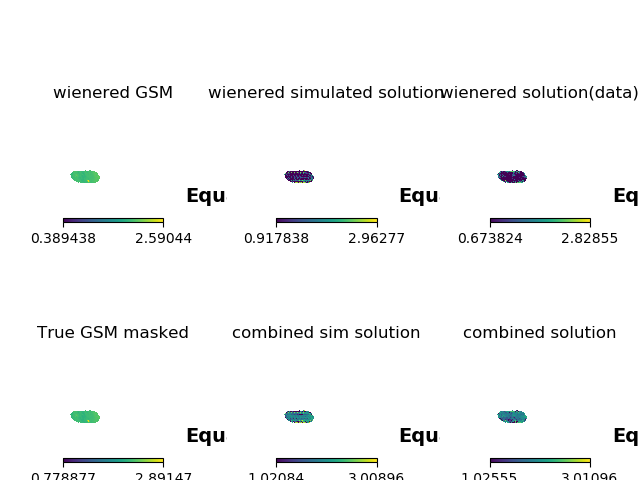 wienered GSM
wienered simulated solution
wienered solution(data)
Equ
Equ
Eq
0.389438 2.59044
0.917838 2.96277
0.673824 2.82855
True GSM masked
combined sim solution
combined solution
Equ
Equ
Eq
0.778877 2.89147
1.02084 3.00896
1.02555 3.01096